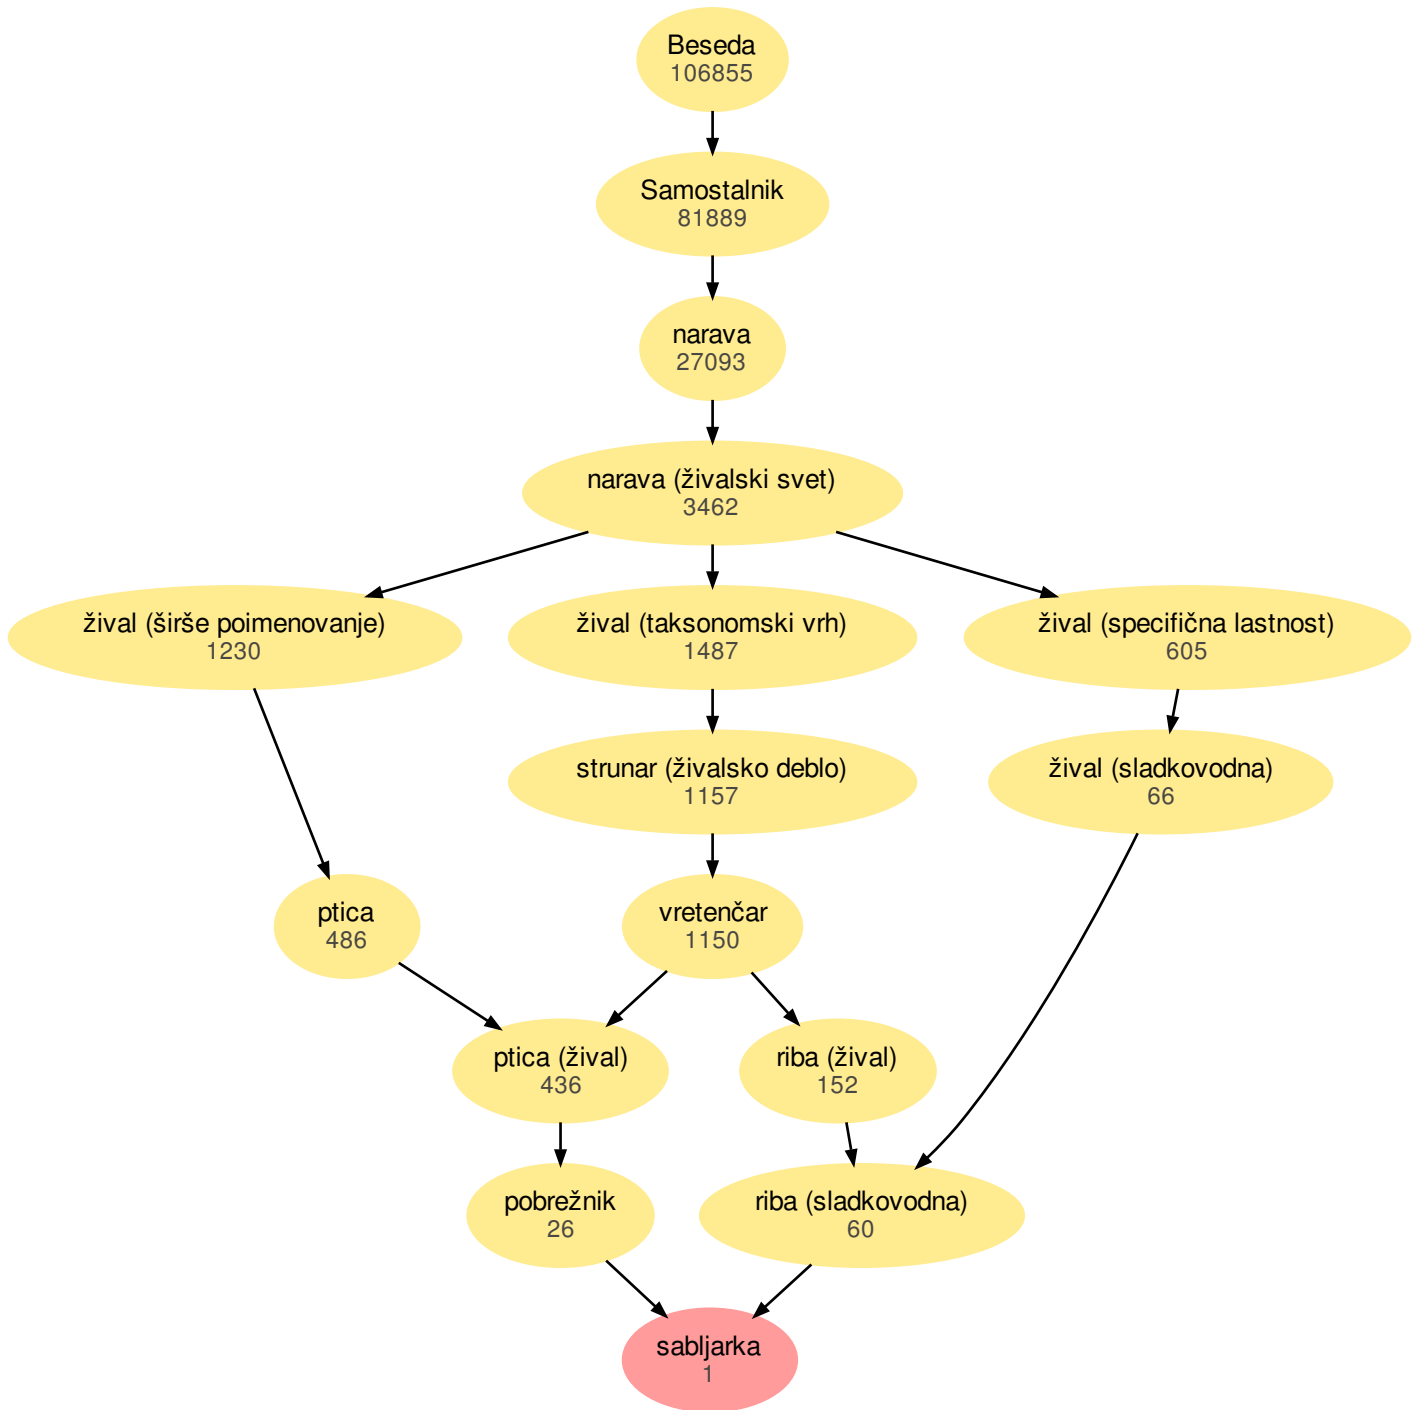 Beseda
106855
Samostalnik
81889
narava
27093
narava (živalski svet)
3462
žival (širše poimenovanje)
1230
žival (taksonomski vrh)
1487
žival (specifična lastnost)
605
strunar (živalsko deblo)
1157
žival (sladkovodna)
66
ptica
486
vretenčar
1150
ptica (žival)
436
riba (žival)
152
pobrežnik
26
riba (sladkovodna)
60
sabljarka
1